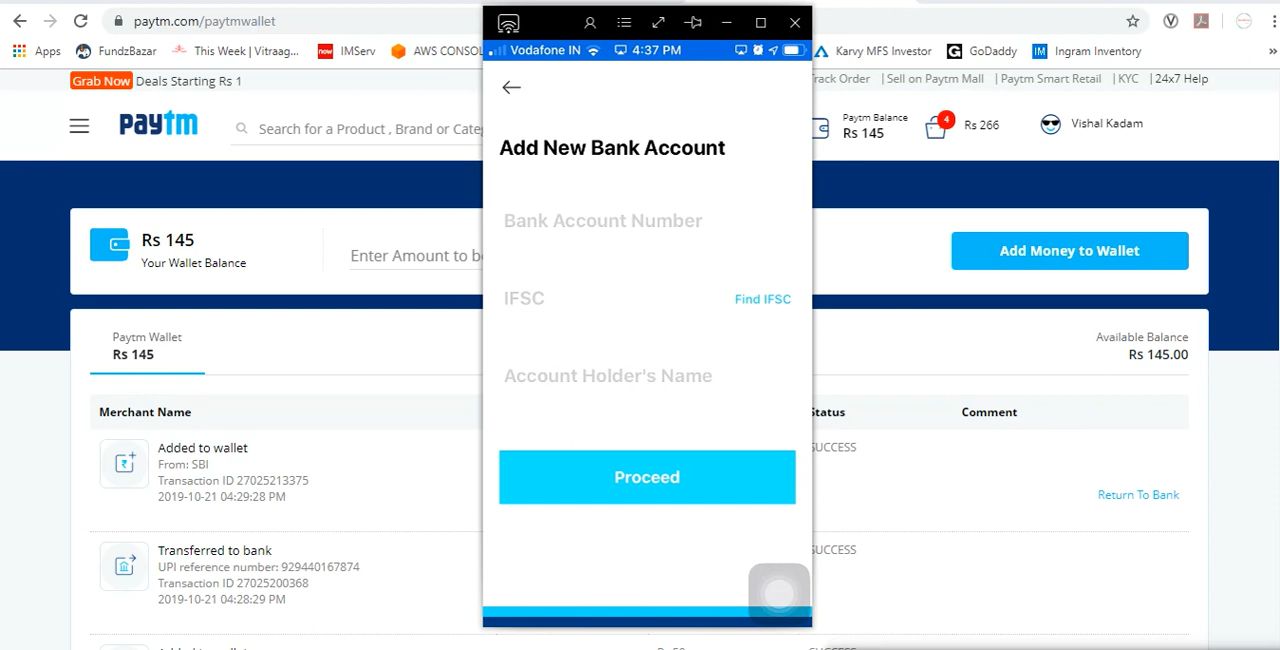 paytm.com/paytmwallet
Apps
FundzBazar
This Week | Vitraag...
now
IMServ
AWS CONSOL
Karvy MFS Investor
G
GoDaddy
IM
Ingram Inventory
»
Grab Now Deals Starting Rs 1
Track Order | Sell on Paytm Mall | Paytm Smart Retail | KYC | 24x7 Help
paytm
Search for a Product , Brand or Cate
Paytm Balance
Rs 145
4
Rs 266
Vishal Kadam
Rs 145
Your Wallet Balance
Enter Amount to be
Add Money to Wallet
Paytm Wallet
Rs 145
Available Balance
Rs 145.00
Merchant Name
Status
Comment
Added to wallet
From: SBI
Transaction ID 27025213375
2019-10-21 04:29:28 PM
SUCCESS
Return To Bank
Transferred to bank
UPI reference number: 929440167874
Transaction ID 27025200368
2019-10-21 04:28:29 PM
SUCCESS
Vodafone IN
4:37 PM
Add New Bank Account
Bank Account Number
IFSC
Find IFSC
Account Holder's Name
Proceed